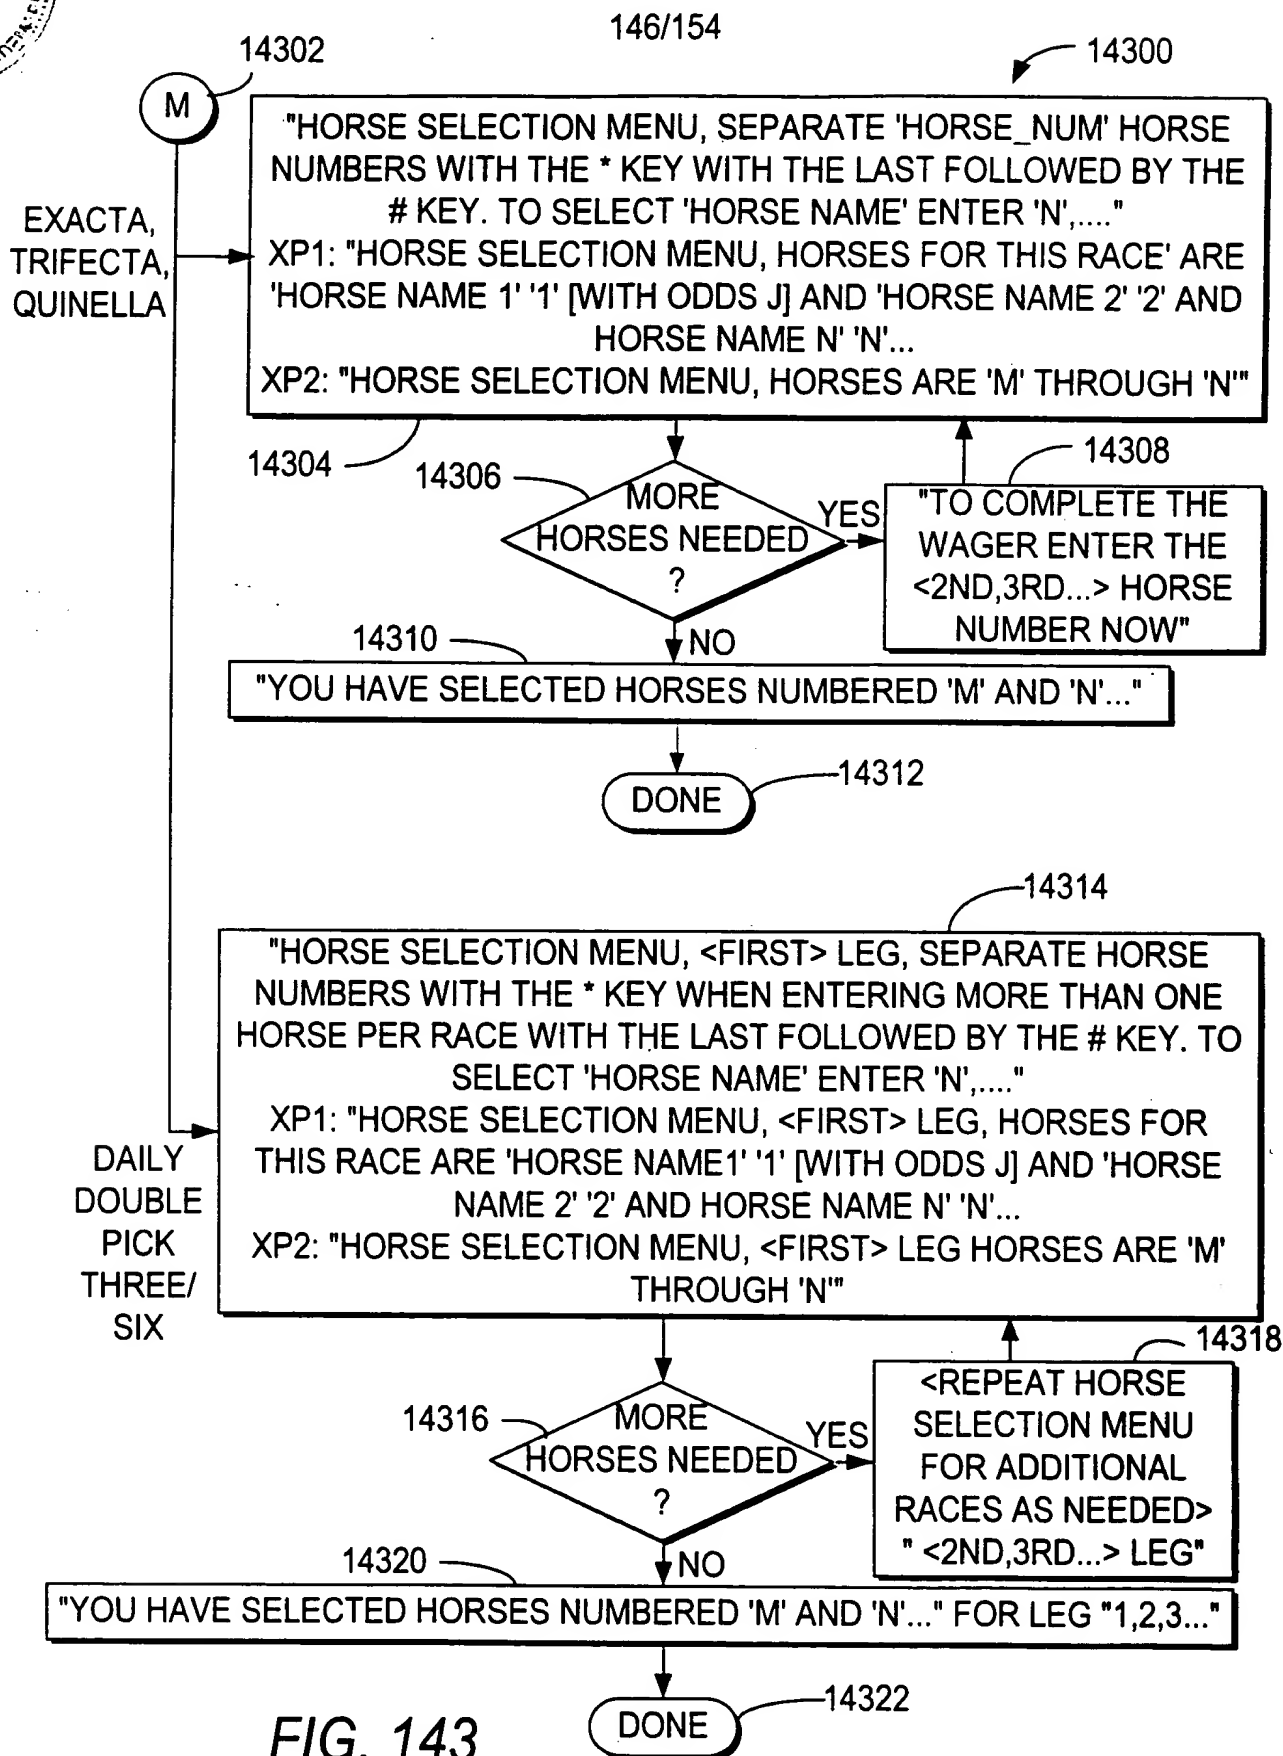 146/154
14302
14300
M
"HORSE SELECTION MENU, SEPARATE 'HORSE_NUM' HORSE
NUMBERS WITH THE * KEY WITH THE LAST FOLLOWED BY THE
# KEY. TO SELECT 'HORSE NAME' ENTER 'N',...."
XP1: "HORSE SELECTION MENU, HORSES FOR THIS RACE' ARE
'HORSE NAME 1' '1' [WITH ODDS J] AND 'HORSE NAME 2' '2' AND
HORSE NAME N' 'N'...
XP2: "HORSE SELECTION MENU, HORSES ARE 'M' THROUGH 'N'"
EXACTA,
TRIFECTA,
QUINELLA
14304
14306
14308
MORE
HORSES NEEDED
?
YES
"TO COMPLETE THE
WAGER ENTER THE
<2ND,3RD...> HORSE
NUMBER NOW"
14310
NO
"YOU HAVE SELECTED HORSES NUMBERED 'M' AND 'N'..."
DONE
14312
14314
"HORSE SELECTION MENU, <FIRST> LEG, SEPARATE HORSE
NUMBERS WITH THE * KEY WHEN ENTERING MORE THAN ONE
HORSE PER RACE WITH THE LAST FOLLOWED BY THE # KEY. TO
SELECT 'HORSE NAME' ENTER 'N',...."
XP1: "HORSE SELECTION MENU, <FIRST> LEG, HORSES FOR
THIS RACE ARE 'HORSE NAME1' '1' [WITH ODDS J] AND 'HORSE
NAME 2' '2' AND HORSE NAME N' 'N'...
XP2: "HORSE SELECTION MENU, <FIRST> LEG HORSES ARE 'M'
THROUGH 'N'"
DAILY
DOUBLE
PICK
THREE/
SIX
14318
14316
MORE
HORSES NEEDED
?
YES
<REPEAT HORSE
SELECTION MENU
FOR ADDITIONAL
RACES AS NEEDED>
" <2ND,3RD...> LEG"
14320
NO
"YOU HAVE SELECTED HORSES NUMBERED 'M' AND 'N'..." FOR LEG "1,2,3..."
DONE
14322
FIG. 143